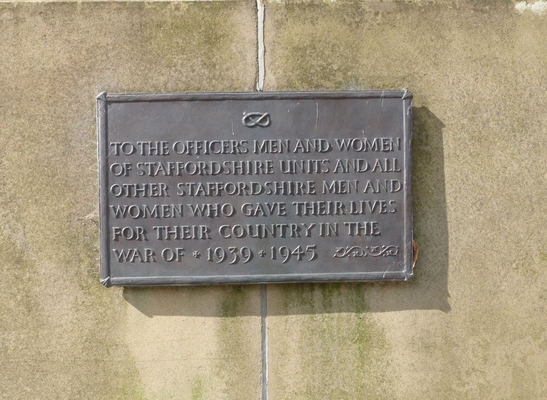 TO THE OFFICERS MEN AND WOMEN
OF STAFFORDSHIRE UNITS AND ALL
OTHER STAFFORDSHIRE MEN AND
WOMEN WHO GAVE THEIR LIVES
FOR THEIR COUNTRY IN THE
WAR OF * 1939 * 1945